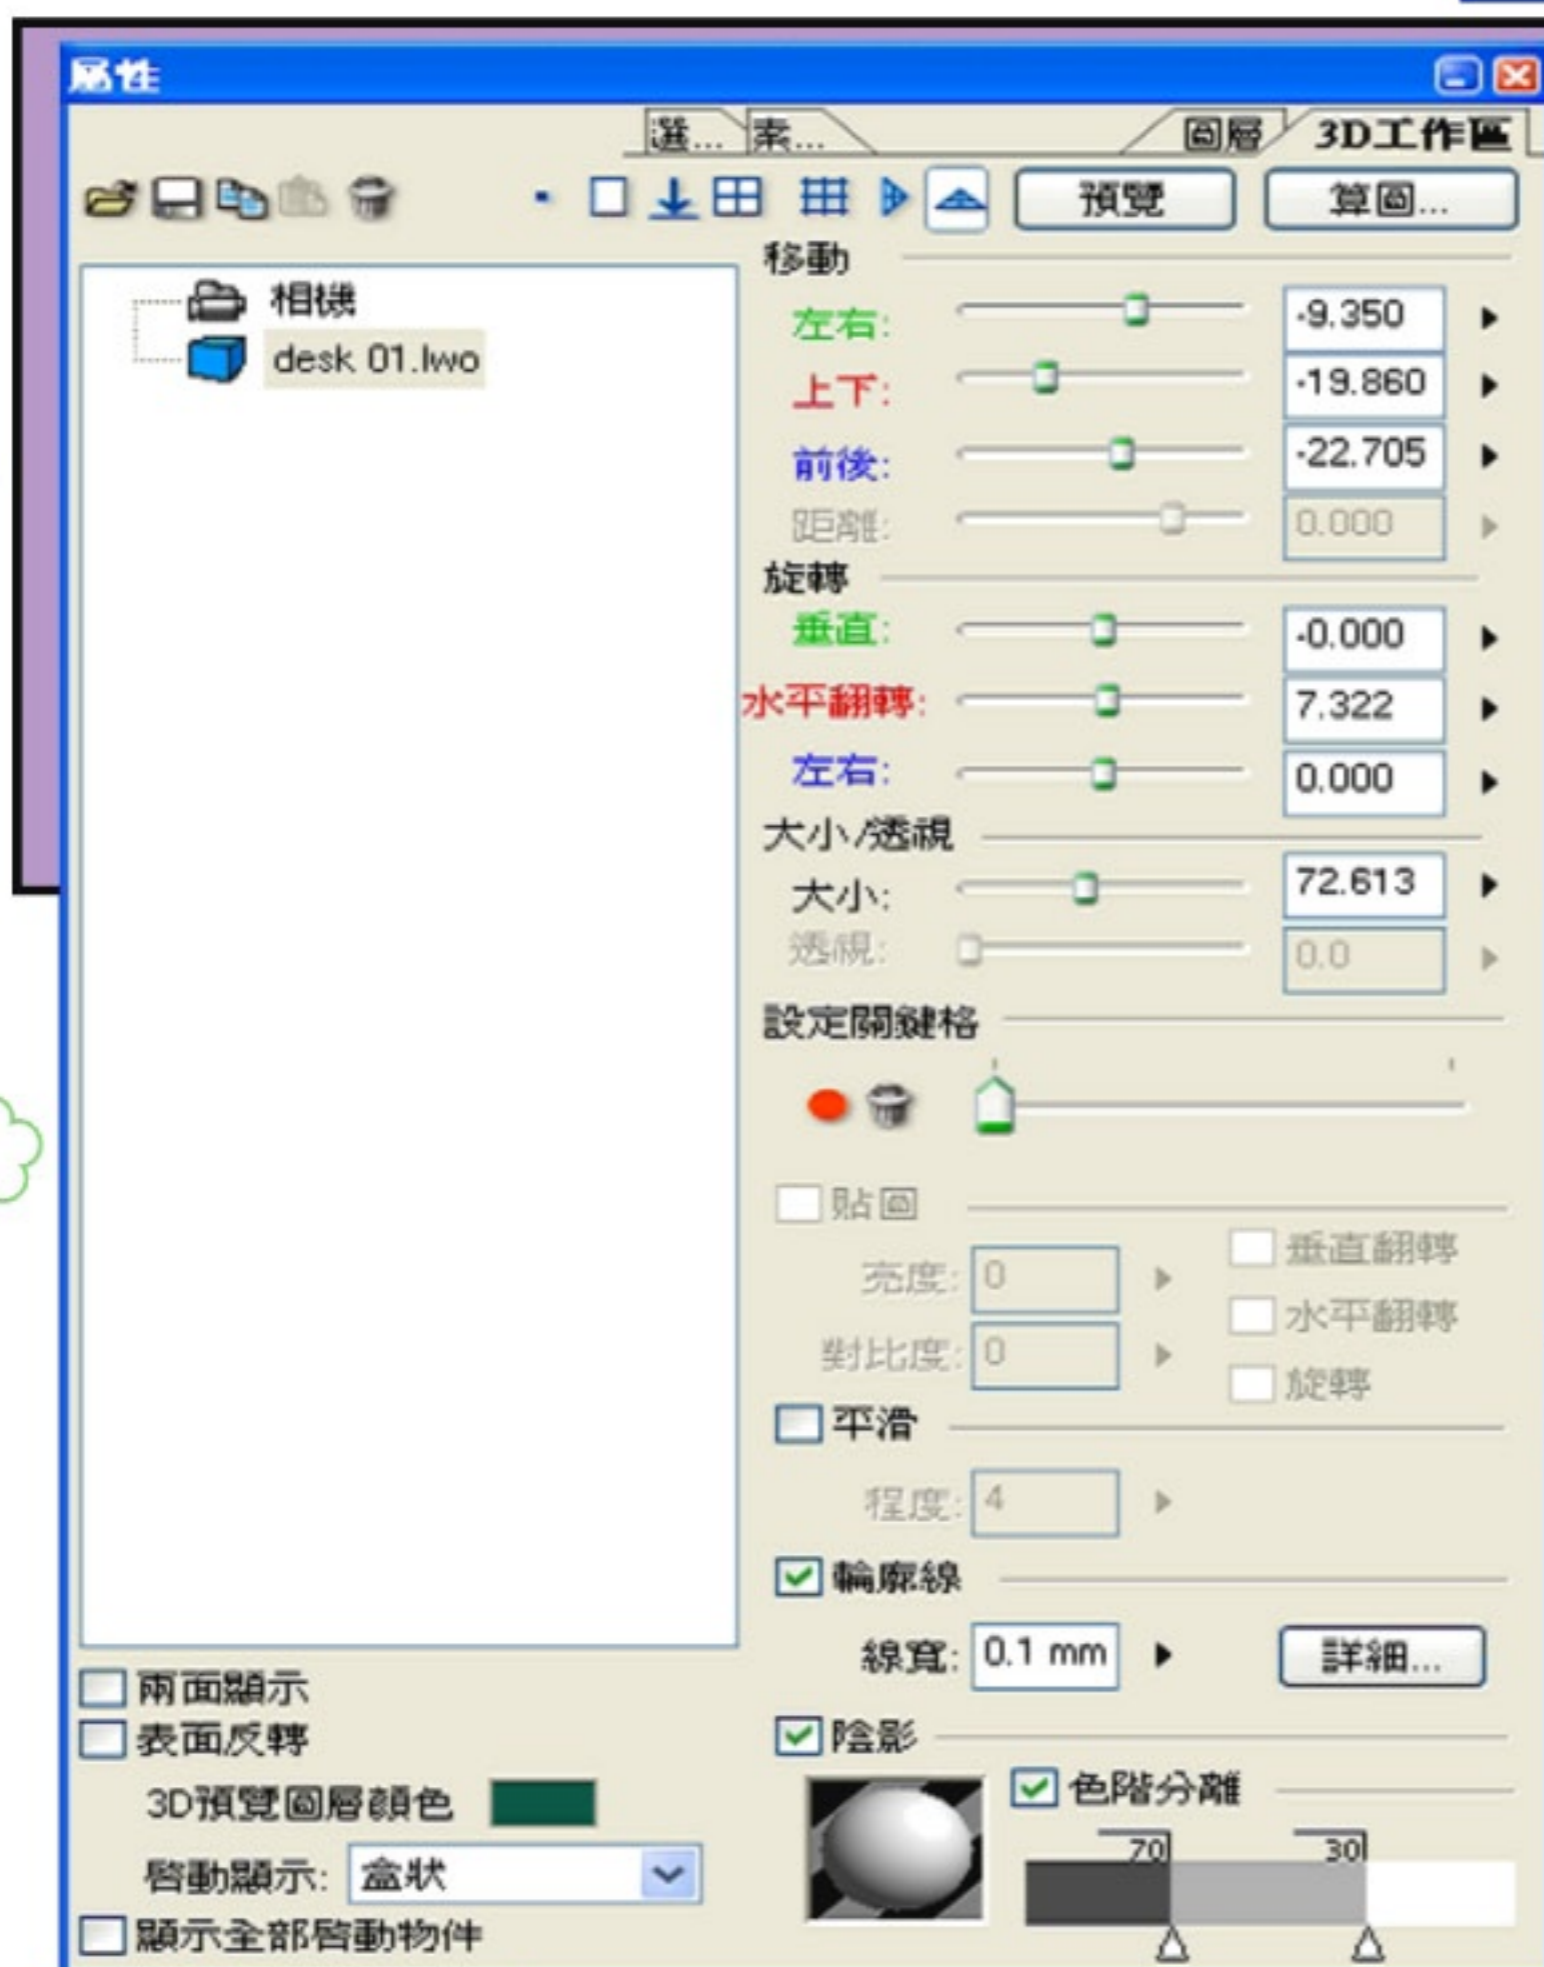 屬性
選... 素... 圖層 3D工作區
預覽 算圖...
相機
desk 01.lwo
移動
左右: -9.350
上下: -19.860
前後: -22.705
距離: 0.000
旋轉
垂直: -0.000
水平翻轉: 7.322
左右: 0.000
大小/透視
大小: 72.613
透視: 0.0
設定關鍵格
貼圖
亮度: 0
垂直翻轉
水平翻轉
對比度: 0
旋轉
平滑
程度: 4
輪廓線
線寬: 0.1 mm 詳細...
陰影
色階分離
70 30
兩面顯示
表面反轉
3D預覽圖層顏色
啓動顯示: 盒狀
顯示全部啓動物件